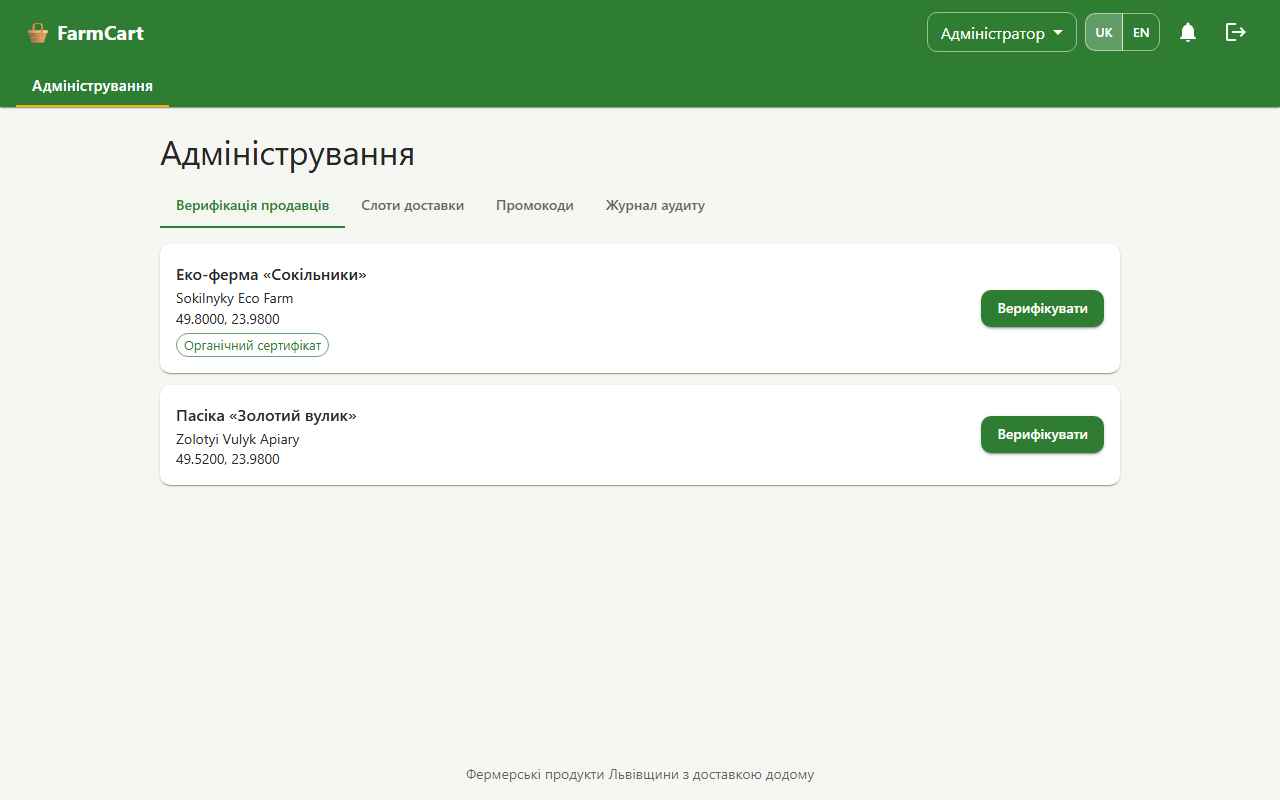 FarmCart
Адміністратор
UK EN
Адміністрування
Адміністрування
Верифікація продавців Слоти доставки Промокоди Журнал аудиту
Еко-ферма «Сокільники»
Sokilnyky Eco Farm
49.8000, 23.9800
Органічний сертифікат
Верифікувати
Пасіка «Золотий вулик»
Zolotyi Vulyk Apiary
49.5200, 23.9800
Верифікувати
Фермерські продукти Львівщини з доставкою додому